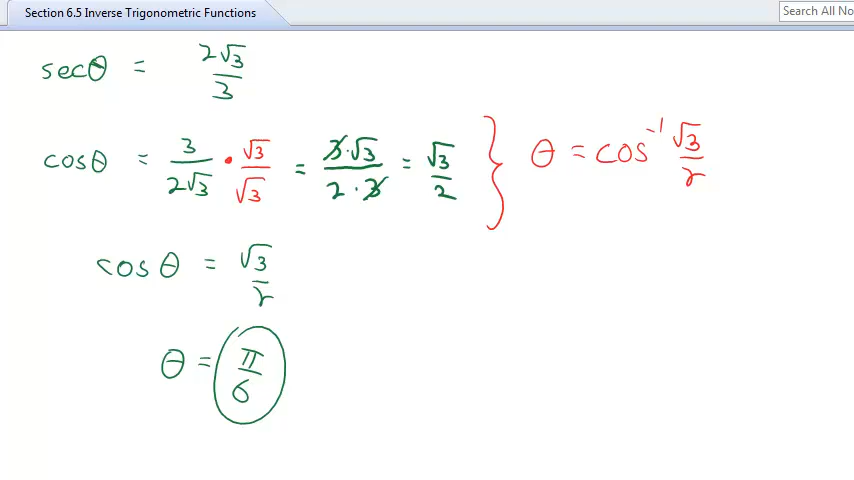 Section 6.5 Inverse Trigonometric Functions
Search All No
secθ = 2√3/3
cosθ = 3/2√3 • √3/√3 = 3·√3/2·3 = √3/2 } θ = cos⁻¹ √3/2
cosθ = √3/2
θ = π/6